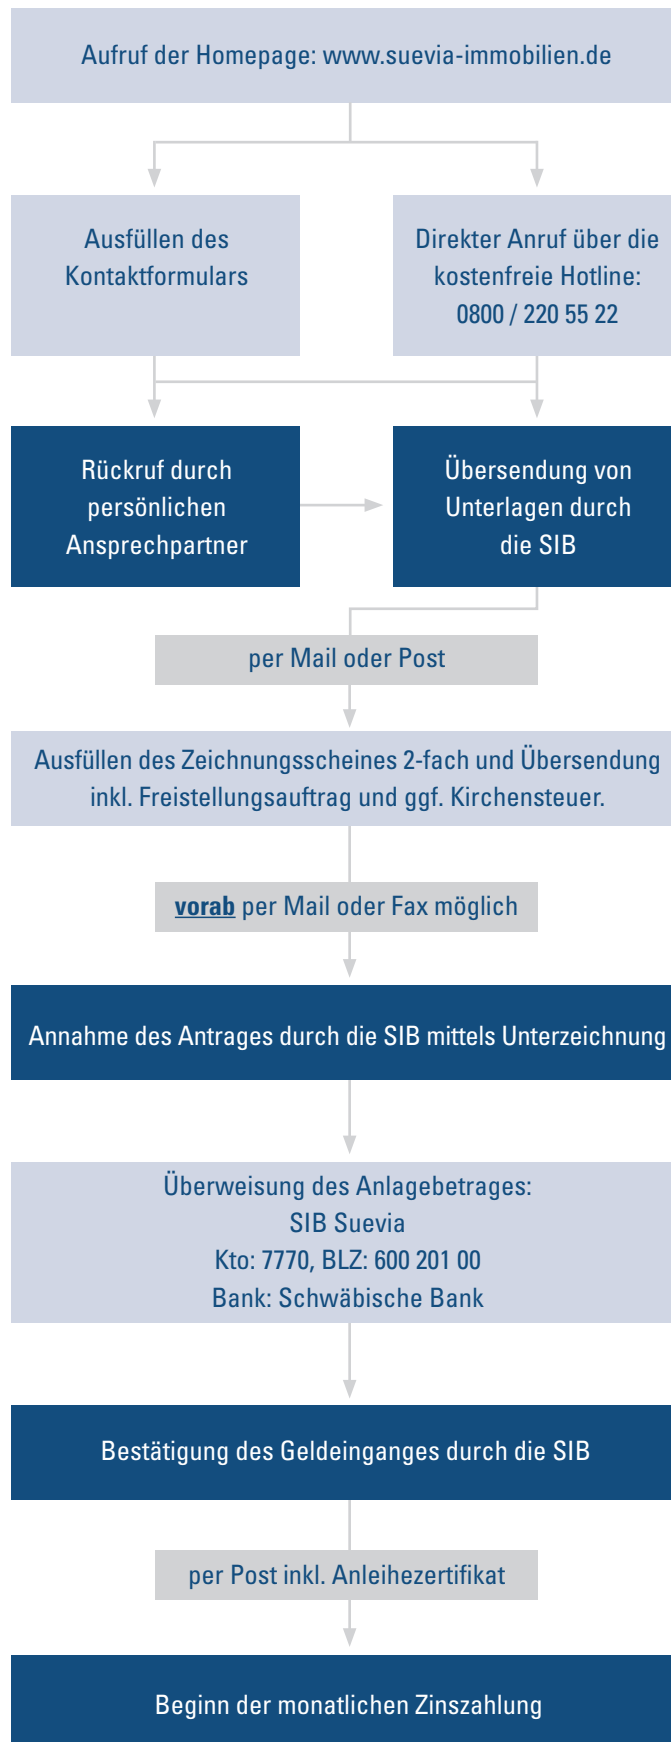 Aufruf der Homepage: www.suevia-immobilien.de
Ausfüllen des
Kontaktformulars
Direkter Anruf über die
kostenfreie Hotline:
0800 / 220 55 22
Rückruf durch
persönlichen
Ansprechpartner
Übersendung von
Unterlagen durch
die SIB
per Mail oder Post
Ausfüllen des Zeichnungsscheines 2-fach und Übersendung
inkl. Freistellungsauftrag und ggf. Kirchensteuer.
vorab per Mail oder Fax möglich
Annahme des Antrages durch die SIB mittels Unterzeichnung
Überweisung des Anlagebetrages:
SIB Suevia
Kto: 7770, BLZ: 600 201 00
Bank: Schwäbische Bank
Bestätigung des Geldeinganges durch die SIB
per Post inkl. Anleihezertifikat
Beginn der monatlichen Zinszahlung